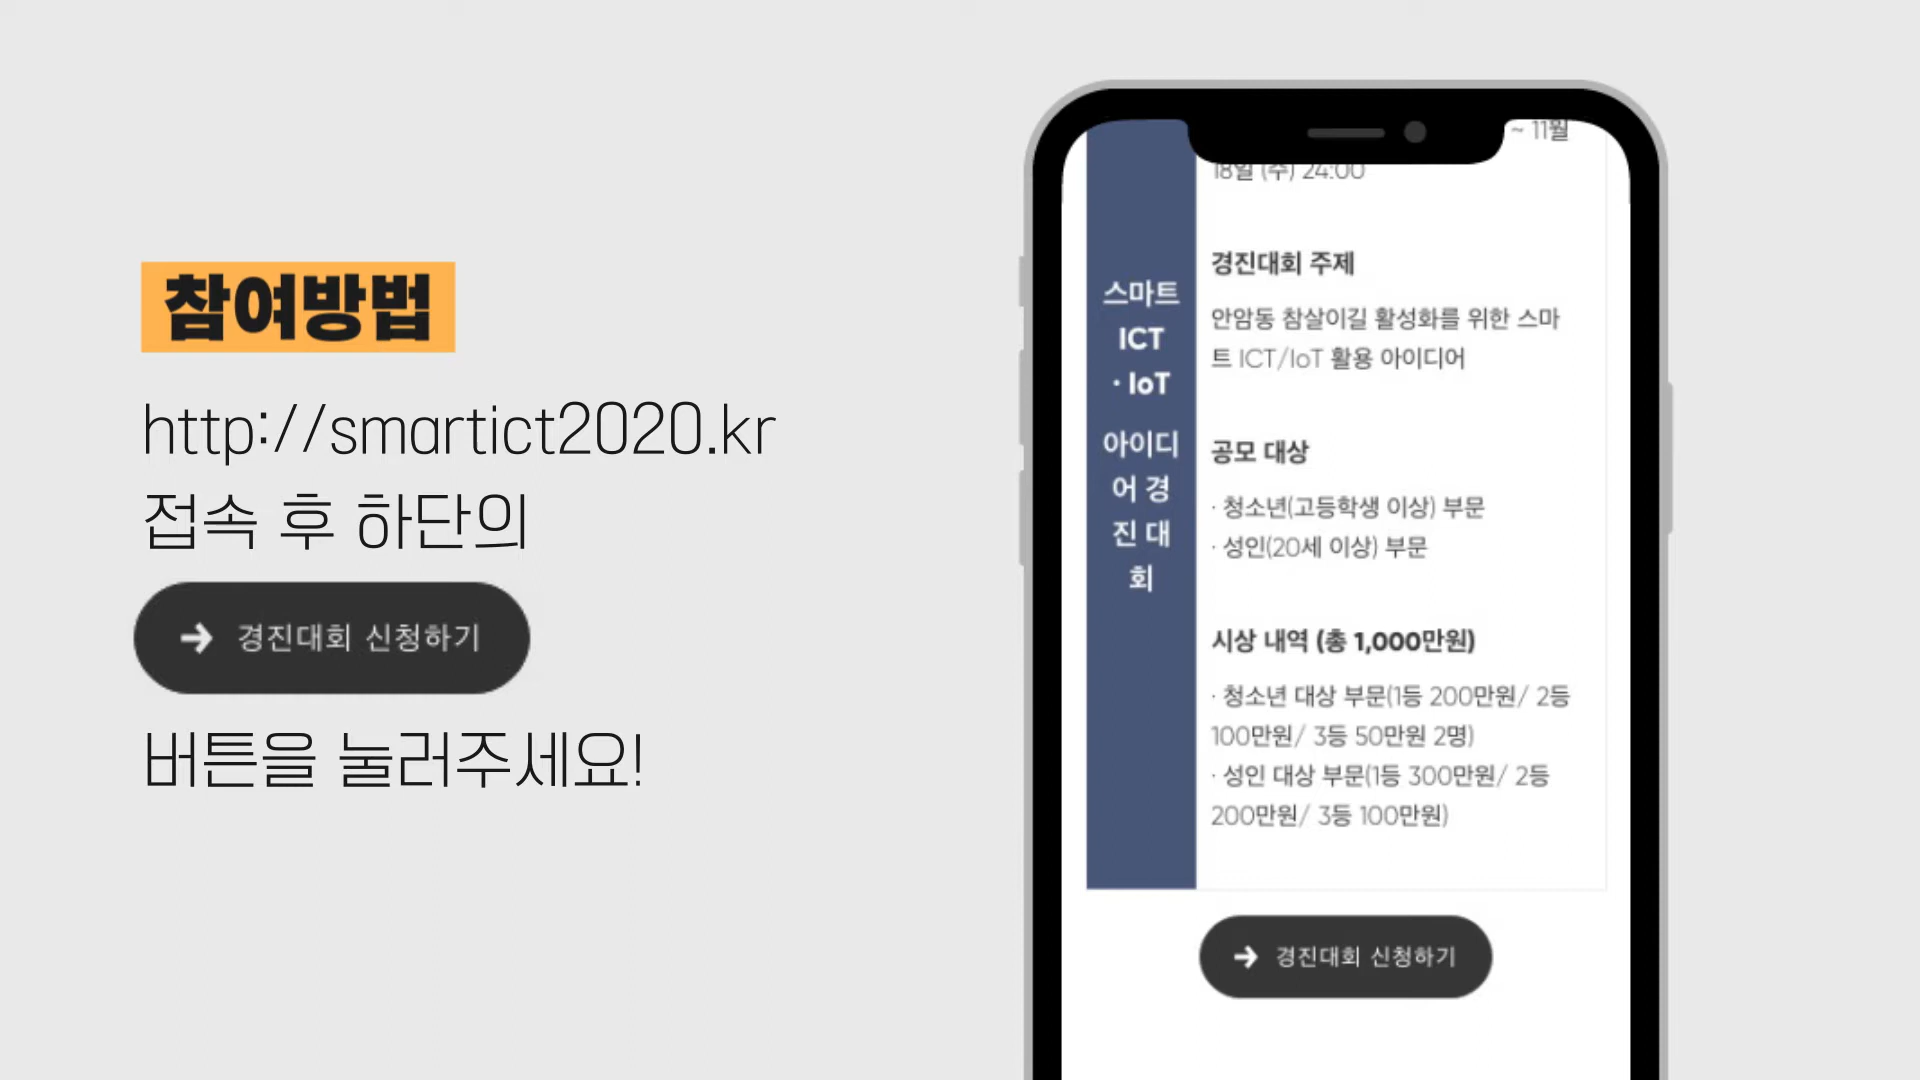 참여방법
http://smartict2020.kr
접속 후 하단의
→ 경진대회 신청하기
버튼을 눌러주세요!
~ 11월
18일 (수) 24:00
스마트
ICT
· IoT
아이디
어 경
진 대
회
경진대회 주제
안암동 참살이길 활성화를 위한 스마
트 ICT/IoT 활용 아이디어
공모 대상
· 청소년(고등학생 이상) 부문
· 성인(20세 이상) 부문
시상 내역 (총 1,000만원)
· 청소년 대상 부문(1등 200만원/ 2등
100만원/ 3등 50만원 2명)
· 성인 대상 부문(1등 300만원/ 2등
200만원/ 3등 100만원)
→ 경진대회 신청하기